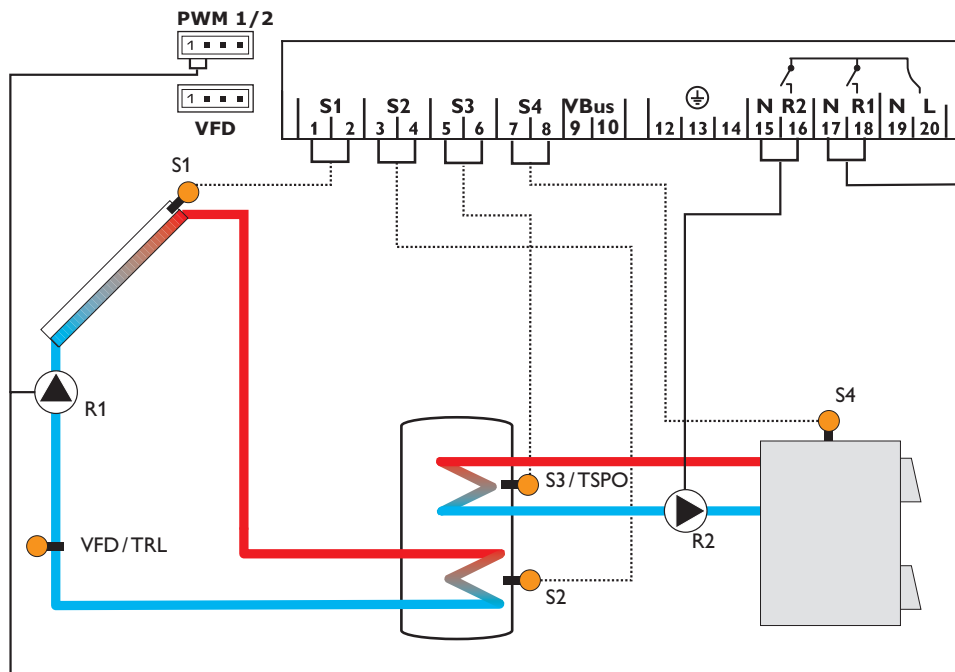 PWM 1/2
1
1
VFD
S1 S2 S3 S4 VBus N R2 N R1 N L
1 2 3 4 5 6 7 8 9 10 12 13 14 15 16 17 18 19 20
S1
R1
S4
S3 / TSPO
R2
VFD / TRL
S2